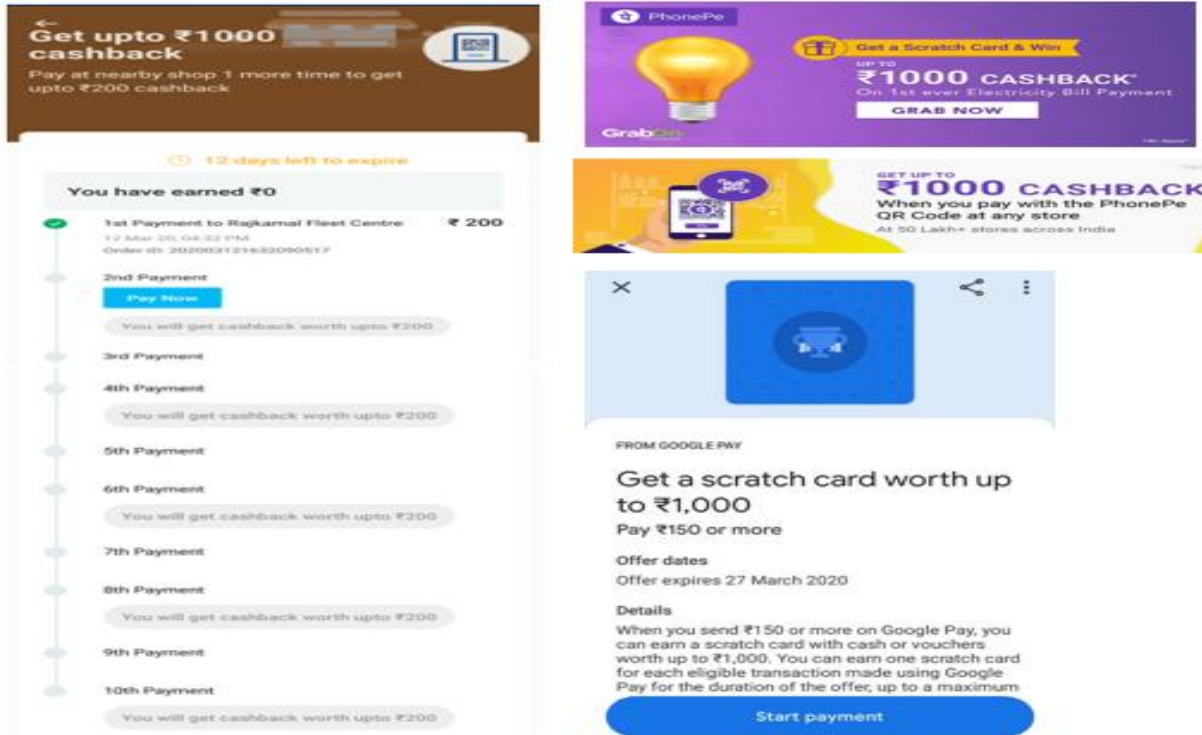 Get upto ₹1000
cashback
Pay at nearby shop 1 more time to get
upto ₹200 cashback
12 days left to expire
You have earned ₹0
1st Payment to Rajkamal Fleet Centre ₹ 200
12 Mar 20, 04:32 PM
Order ID: 202003121632090517
2nd Payment
Pay Now
You will get cashback worth upto ₹200
3rd Payment
4th Payment
You will get cashback worth upto ₹200
5th Payment
6th Payment
You will get cashback worth upto ₹200
7th Payment
8th Payment
You will get cashback worth upto ₹200
9th Payment
10th Payment
You will get cashback worth upto ₹200
PhonePe
Get a Scratch Card & Win
UP TO
₹1000 CASHBACK*
On 1st ever Electricity Bill Payment
GRAB NOW
GrabOn
GET UP TO
₹1000 CASHBACK
When you pay with the PhonePe
QR Code at any store
At 50 Lakh+ stores across India
Pay
FROM GOOGLE PAY
Get a scratch card worth up
to ₹1,000
Pay ₹150 or more
Offer dates
Offer expires 27 March 2020
Details
When you send ₹150 or more on Google Pay, you
can earn a scratch card with cash or vouchers
worth up to ₹1,000. You can earn one scratch card
for each eligible transaction made using Google
Pay for the duration of the offer, up to a maximum
Start payment